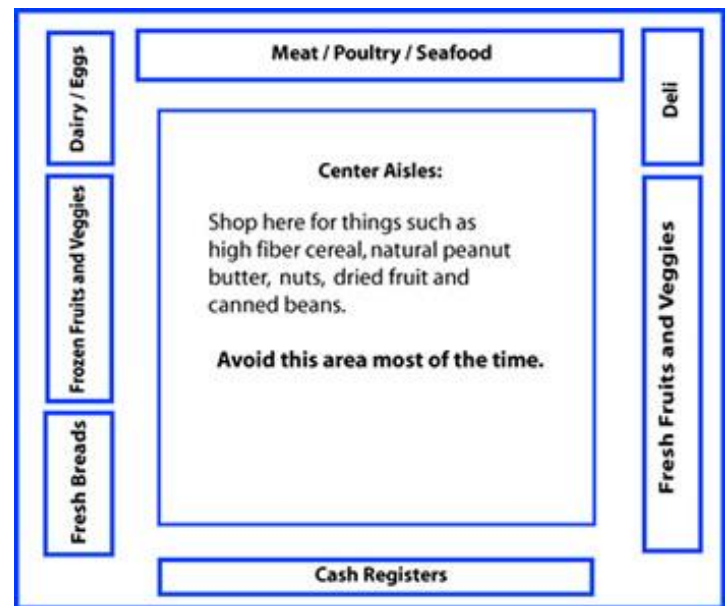 Meat / Poultry / Seafood
Dairy / Eggs
Deli
Center Aisles:
Shop here for things such as
high fiber cereal, natural peanut
butter, nuts, dried fruit and
canned beans.
Avoid this area most of the time.
Frozen Fruits and Veggies
Fresh Fruits and Veggies
Fresh Breads
Cash Registers